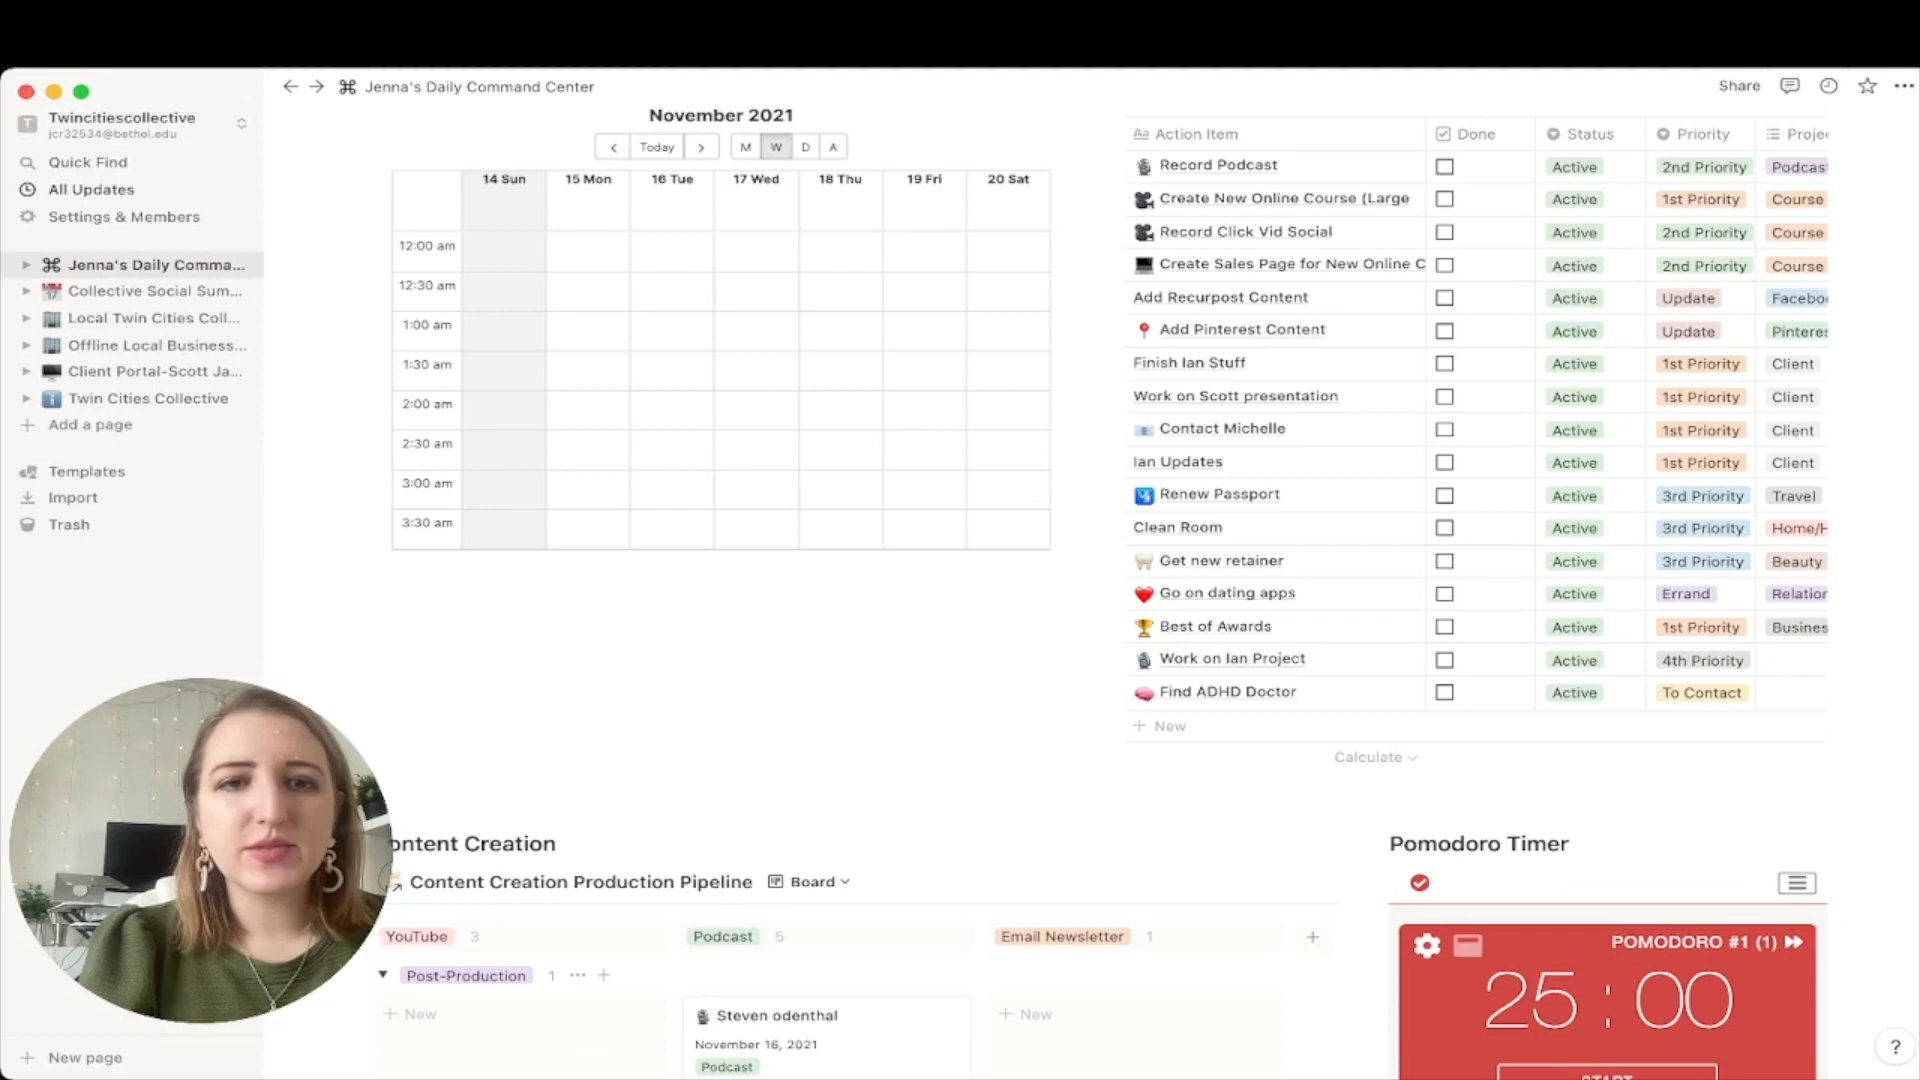 Jenna's Daily Command Center
Share
Twincitiescollective
jcr32534@bethel.edu
Quick Find
All Updates
Settings & Members
Jenna's Daily Comma...
Collective Social Sum...
Local Twin Cities Coll...
Offline Local Business...
Client Portal-Scott Ja...
Twin Cities Collective
Add a page
Templates
Import
Trash
New page
November 2021
Today
M W D A
14 Sun 15 Mon 16 Tue 17 Wed 18 Thu 19 Fri 20 Sat
12:00 am
12:30 am
1:00 am
1:30 am
2:00 am
2:30 am
3:00 am
3:30 am
Aa Action Item Done Status Priority Projec
Record Podcast Active 2nd Priority Podcast
Create New Online Course (Large Active 1st Priority Course
Record Click Vid Social Active 2nd Priority Course
Create Sales Page for New Online C Active 2nd Priority Course
Add Recurpost Content Active Update Facebo
Add Pinterest Content Active Update Pinteres
Finish Ian Stuff Active 1st Priority Client
Work on Scott presentation Active 1st Priority Client
Contact Michelle Active 1st Priority Client
Ian Updates Active 1st Priority Client
Renew Passport Active 3rd Priority Travel
Clean Room Active 3rd Priority Home/H
Get new retainer Active 3rd Priority Beauty
Go on dating apps Active Errand Relation
Best of Awards Active 1st Priority Busines
Work on Ian Project Active 4th Priority
Find ADHD Doctor Active To Contact
New
Calculate
ontent Creation
Content Creation Production Pipeline Board
YouTube 3 Podcast 5 Email Newsletter 1
Post-Production 1
New
Steven odenthal
November 16, 2021
Podcast
New
Pomodoro Timer
POMODORO #1 (1)
25 : 00
START
?